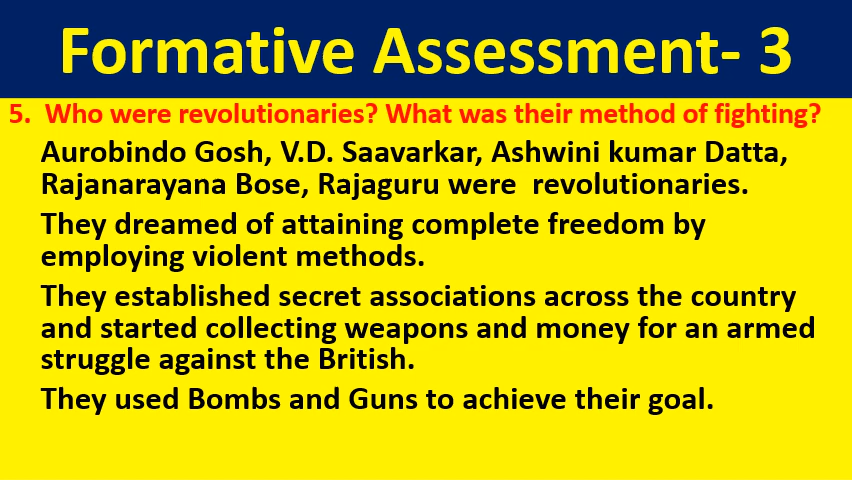 Formative Assessment- 3
5. Who were revolutionaries? What was their method of fighting?
Aurobindo Gosh, V.D. Saavarkar, Ashwini kumar Datta,
Rajanarayana Bose, Rajaguru were revolutionaries.
They dreamed of attaining complete freedom by
employing violent methods.
They established secret associations across the country
and started collecting weapons and money for an armed
struggle against the British.
They used Bombs and Guns to achieve their goal.